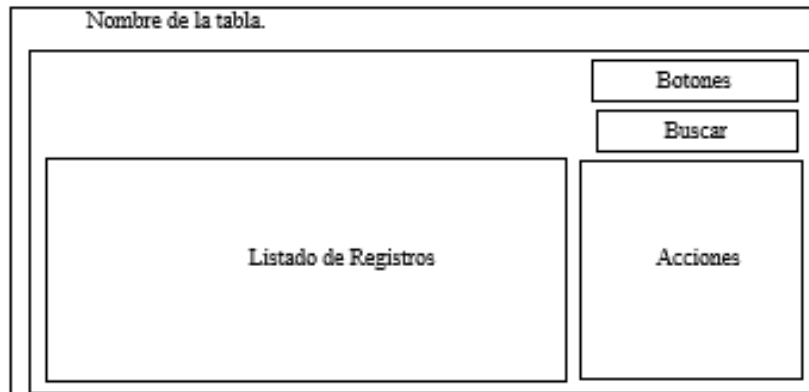 Nombre de la tabla.
Botones
Buscar
Listado de Registros
Acciones